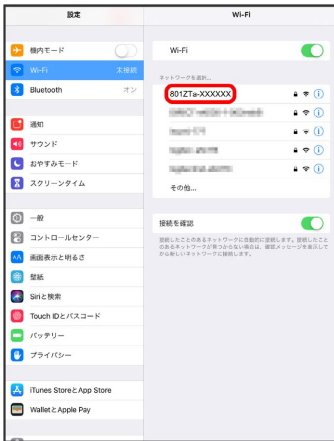 設定
機内モード
Wi-Fi
未接続
Bluetooth
オン
通知
サウンド
おやすみモード
スクリーンタイム
一般
コントロールセンター
AA
画面表示と明るさ
壁紙
Siriと検索
Touch IDとパスコード
バッテリー
プライバシー
iTunes StoreとApp Store
WalletとApple Pay
Wi-Fi
Wi-Fi
ネットワークを選択...
801ZTa-XXXXXX
その他...
接続を確認
接続したことのあるネットワークに自動的に接続します。接続したこと
のあるネットワークが見つからない場合は、確認メッセージを表示して
から新しいネットワークに接続します。